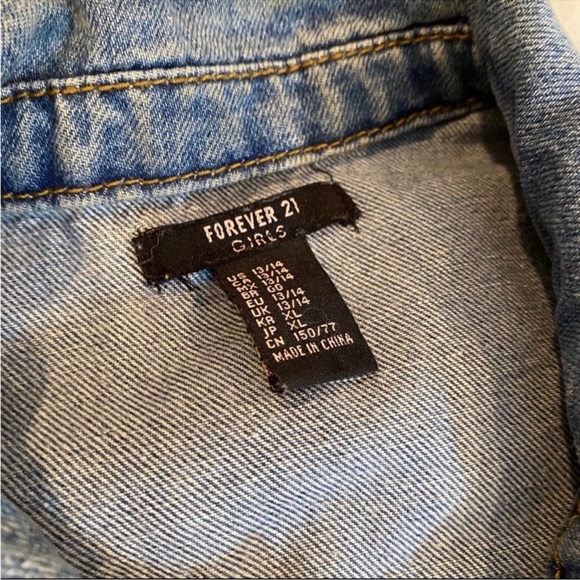 FOREVER 21
GIRLS
US 13/14
CA 13/14
MX 13/14
BR GG
EU 13/14
UK 13/14
KR XL
JP XL
CN 150/77
MADE IN CHINA